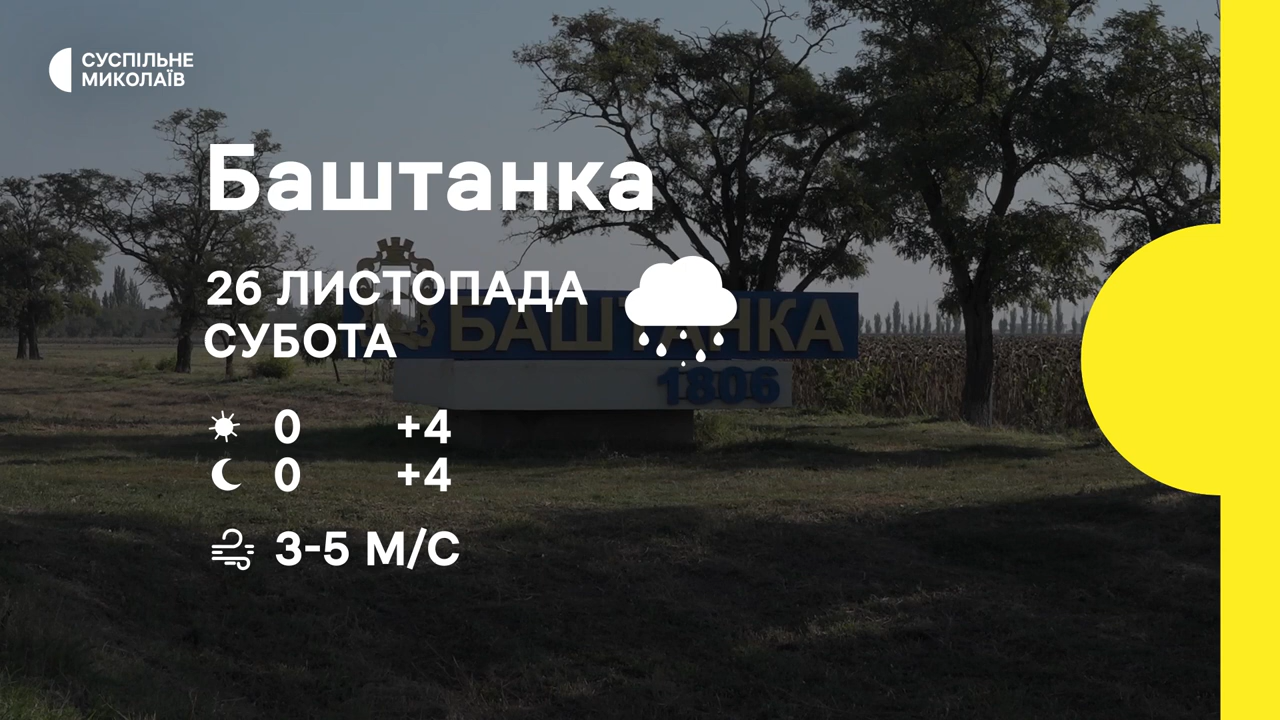 СУСПІЛЬНЕ
МИКОЛАЇВ
Баштанка
26 ЛИСТОПАДА
СУБОТА
БАШТАНКА
1806
0 +4
0 +4
3-5 М/С